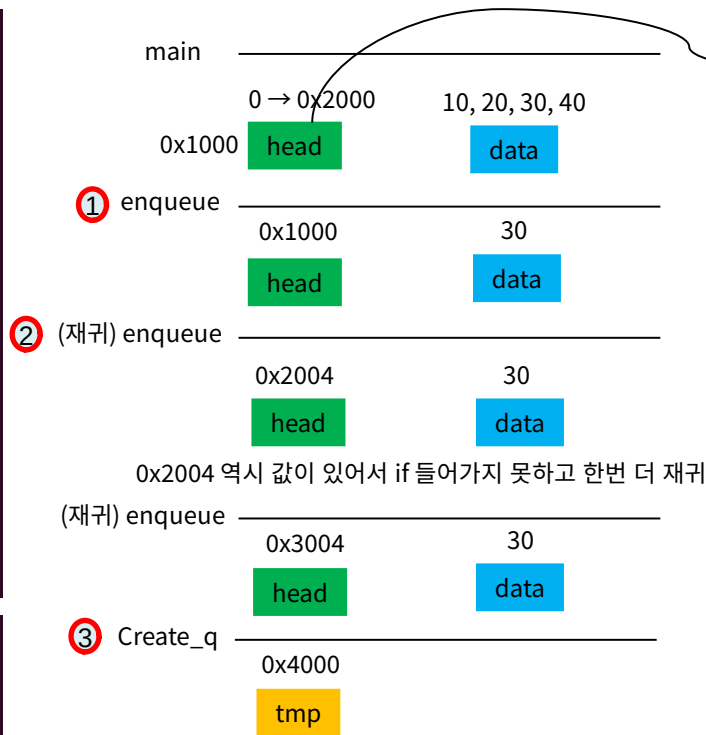 main
0 → 0x2000
10, 20, 30, 40
0x1000
head
data
1
enqueue
0x1000
30
head
data
2
(재귀) enqueue
0x2004
30
head
data
0x2004 역시 값이 있어서 if 들어가지 못하고 한번 더 재귀
(재귀) enqueue
0x3004
30
head
data
3
Create_q
0x4000
tmp